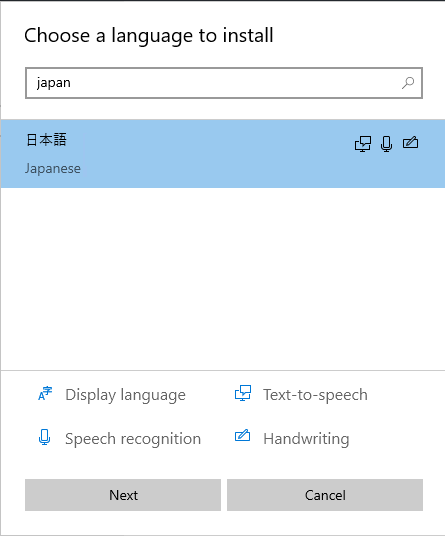 Choose a language to install
japan
日本語
Japanese
Display language
Text-to-speech
Speech recognition
Handwriting
Next
Cancel